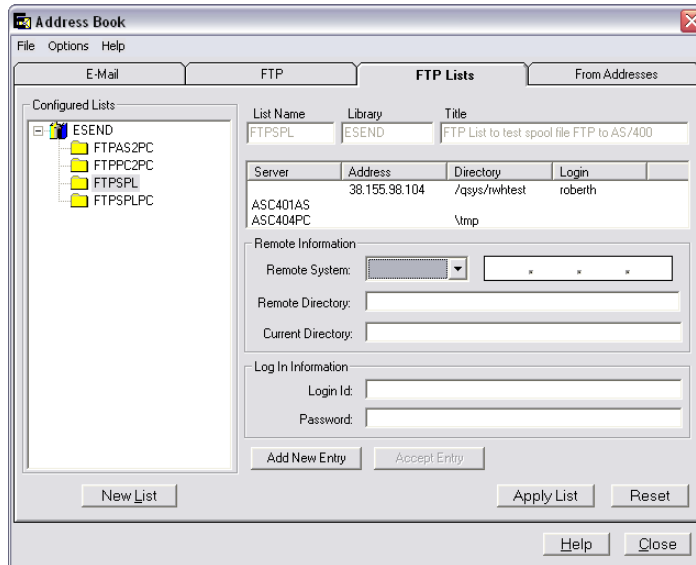 Address Book
File Options Help
E-Mail FTP FTP Lists From Addresses
Configured Lists
ESEND
FTPAS2PC
FTPPC2PC
FTPSPL
FTPSPLPC
List Name Library Title
FTPSPL ESEND FTP List to test spool file FTP to AS/400
Server Address Directory Login
38.155.98.104 /qsys/rwhtest roberth
ASC401AS
ASC404PC \tmp
Remote Information
Remote System:
Remote Directory:
Current Directory:
Log In Information
Login Id:
Password:
Add New Entry Accept Entry
New List Apply List Reset
Help Close